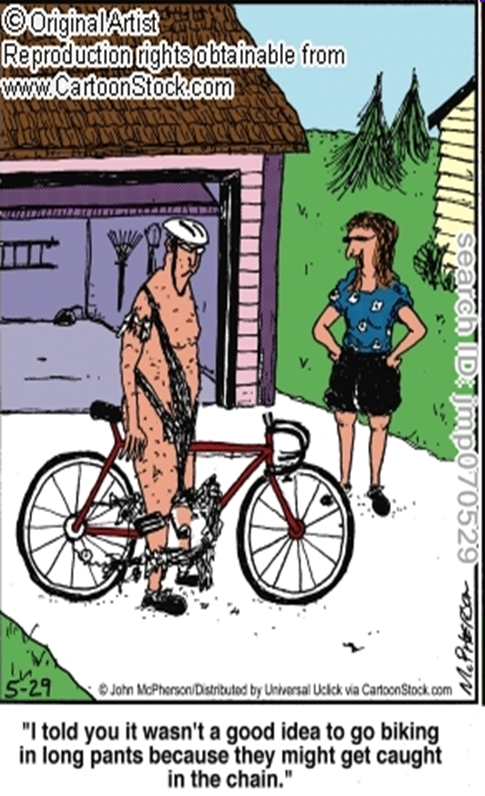 © Original Artist
Reproduction rights obtainable from
www.CartoonStock.com
search ID: jmp070529
McPHERSON
5-29
© John McPherson/Distributed by Universal Uclick via CartoonStock.com
"I told you it wasn't a good idea to go biking
in long pants because they might get caught
in the chain."